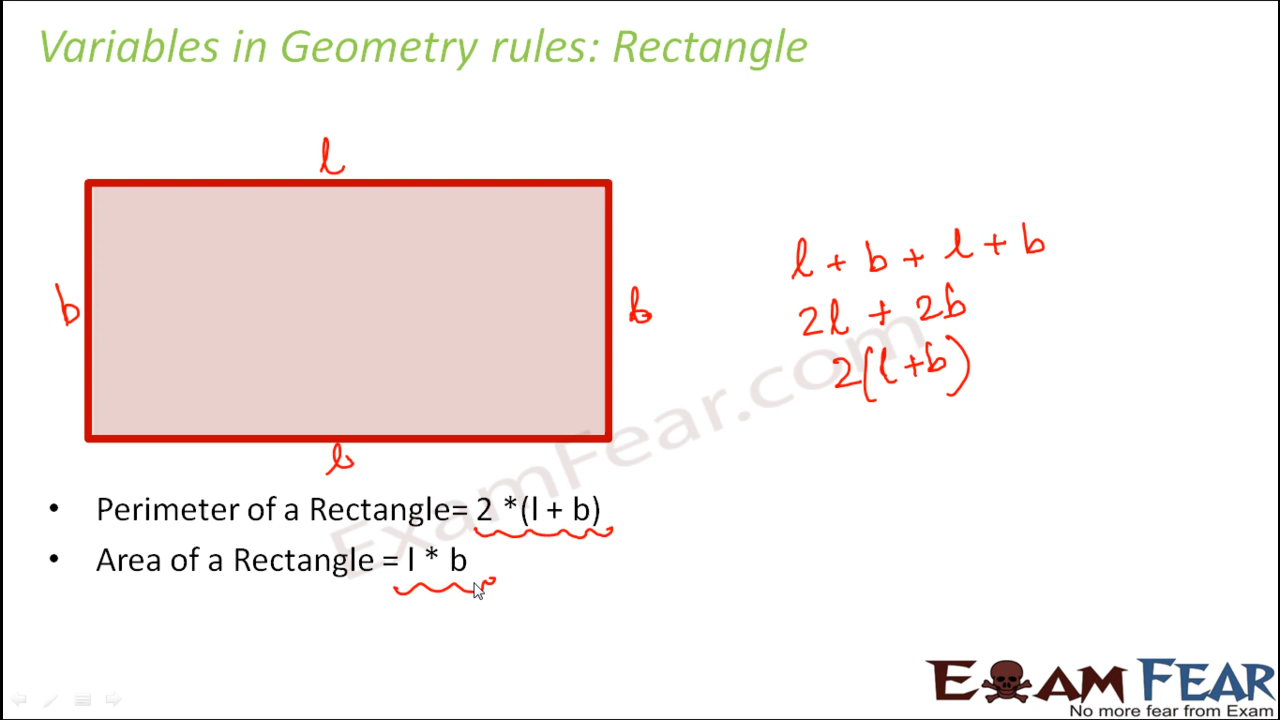 Variables in Geometry rules: Rectangle
l
l + b + l + b
b
b
2l + 2b
2(l+b)
ExamFear.com
l
• Perimeter of a Rectangle= 2 *(l + b)
• Area of a Rectangle = l * b
EXAM FEAR
No more fear from Exam